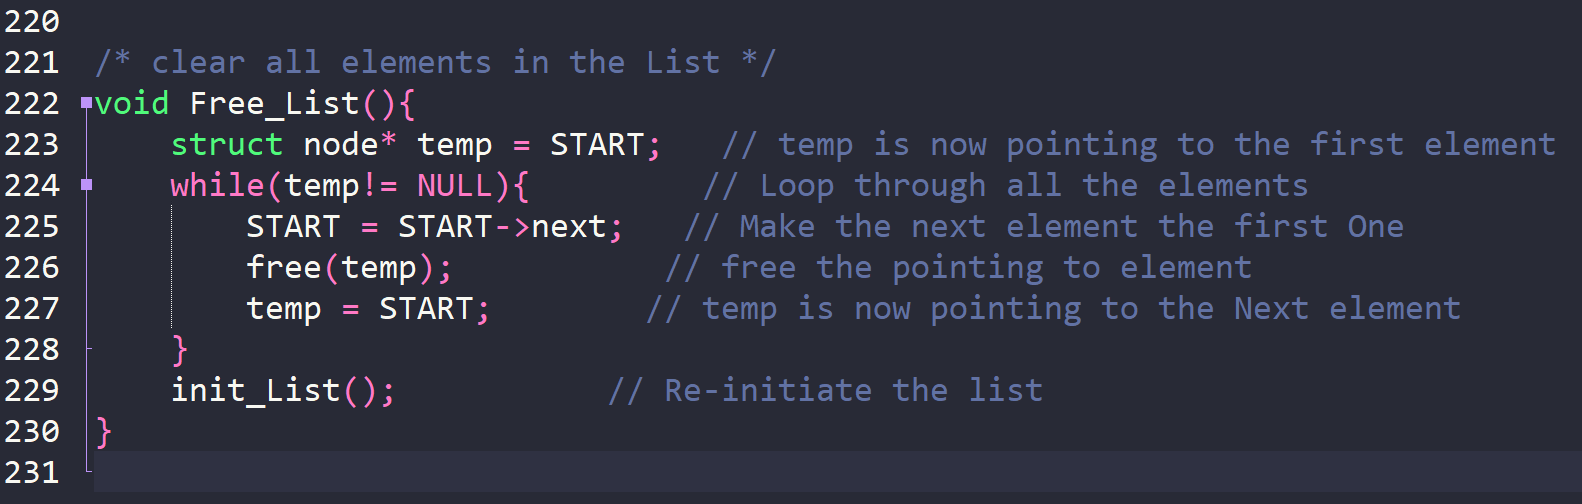 220
221 /* clear all elements in the List */
222 void Free_List(){
223     struct node* temp = START;   // temp is now pointing to the first element
224     while(temp!= NULL){         // Loop through all the elements
225         START = START->next;   // Make the next element the first One
226         free(temp);           // free the pointing to element
227         temp = START;        // temp is now pointing to the Next element
228     }
229     init_List();           // Re-initiate the list
230 }
231